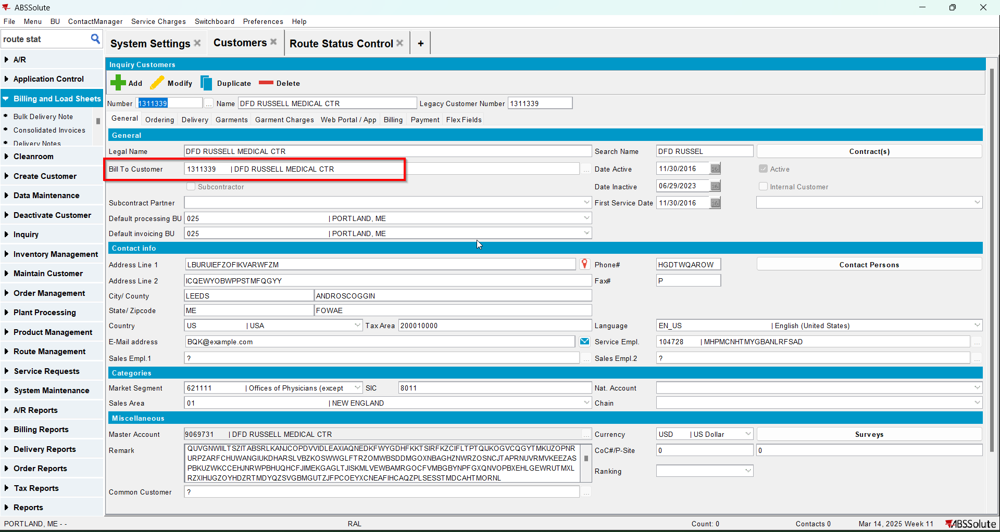 ABSSolute
File Menu BU ContactManager Service Charges Switchboard Preferences Help
route stat
System Settings Customers Route Status Control +
A/R
Application Control
Billing and Load Sheets
Bulk Delivery Note
Consolidated Invoices
Delivery Notes
Cleanroom
Create Customer
Data Maintenance
Deactivate Customer
Inquiry
Inventory Management
Maintain Customer
Order Management
Plant Processing
Product Management
Route Management
Service Requests
System Maintenance
A/R Reports
Billing Reports
Delivery Reports
Order Reports
Tax Reports
Reports
Inquiry Customers
Add Modify Duplicate Delete
Number 1311339 ... Name DFD RUSSELL MEDICAL CTR Legacy Customer Number 1311339
General Ordering Delivery Garments Garment Charges Web Portal / App Billing Payment Flex Fields
General
Legal Name DFD RUSSELL MEDICAL CTR Search Name DFD RUSSEL Contract(s)
Bill To Customer 1311339 | DFD RUSSELL MEDICAL CTR ... Date Active 11/30/2016 16 Active
Subcontractor Date Inactive 06/29/2023 16 Internal Customer
Subcontract Partner First Service Date 11/30/2016 16
Default processing BU 025 | PORTLAND, ME
Default invoicing BU 025 | PORTLAND, ME
Contact info
Address Line 1 LBURUIEFZOFIKVARWFZM Phone# HGDTWQAROW Contact Persons
Address Line 2 ICQEWYOBWPPSTMFQGYY Fax# P
City/ County LEEDS ANDROSCOGGIN
State/ Zipcode ME FOWAE
Country US | USA Tax Area 200010000 Language EN_US | English (United States)
E-Mail address BQK@example.com Service Empl. 104728 | MHPMCNHTMYGBANLRFSAD ...
Sales Empl.1 ? ... Sales Empl.2 ? ...
Categories
Market Segment 621111 | Offices of Physicians (except SIC 8011 Nat. Account
Sales Area 01 | NEW ENGLAND Chain
Miscellaneous
Master Account 9069731 | DFD RUSSELL MEDICAL CTR ... Currency USD | US Dollar Surveys
Remark QUVGNWIILTSZITABSRLKANJCOPDVVIDLEAXIAQNEDKFWYGDHFKKTSIRFKZCIFLTPTQIJKOGVCQGYTMKUZOPNR CoC#/P-Site 0 0
URPZARFCHUWANGIUKDHARSLVBZKOSWWGLFTRZOMWBSDDMGOXNBAGHZNWRZOSNCJTAPRNUVRMVKEEZAS
PBKUZWKCCEHJNRWPBHUQHCFJIMEKGAGLTJISKMLVEWBAMRGOCFVMBGBYNPFGXQNVOPBXEHLGEWRUTMXL Ranking
RZXIHIJGZOYHDZRTMDYQZSVGBMGUTZJFPCOEYXCNEAFIHCAQZPLSESSTMDCAHTMORNL
Common Customer ? ...
PORTLAND, ME - - RAL Count: 0 Contacts 0 Mar 14, 2025 Week 11 ABSSolute